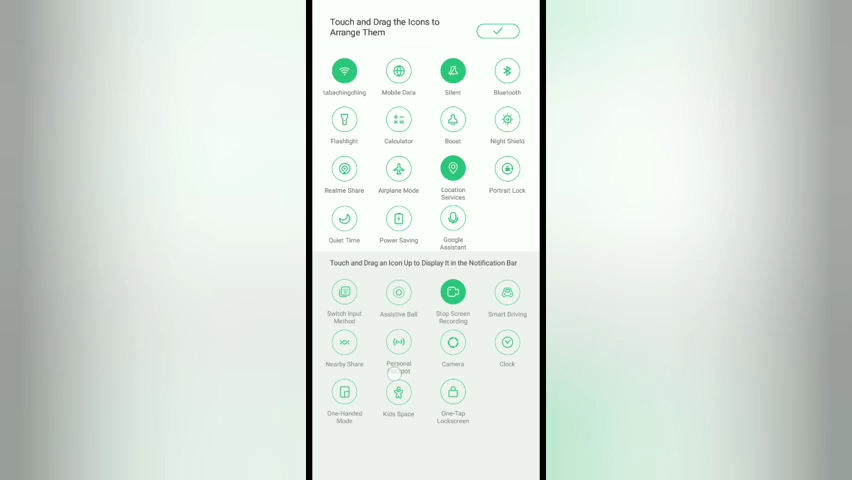 Touch and Drag the Icons to
Arrange Them
tabachingching
Mobile Data
Silent
Bluetooth
Flashlight
Calculator
Boost
Night Shield
Realme Share
Airplane Mode
Location
Services
Portrait Lock
Quiet Time
Power Saving
Google
Assistant
Touch and Drag an Icon Up to Display It in the Notification Bar
Switch Input
Method
Assistive Ball
Stop Screen
Recording
Smart Driving
Nearby Share
Personal
Camera
Clock
One-Handed
Mode
Kids Space
One-Tap
Lockscreen